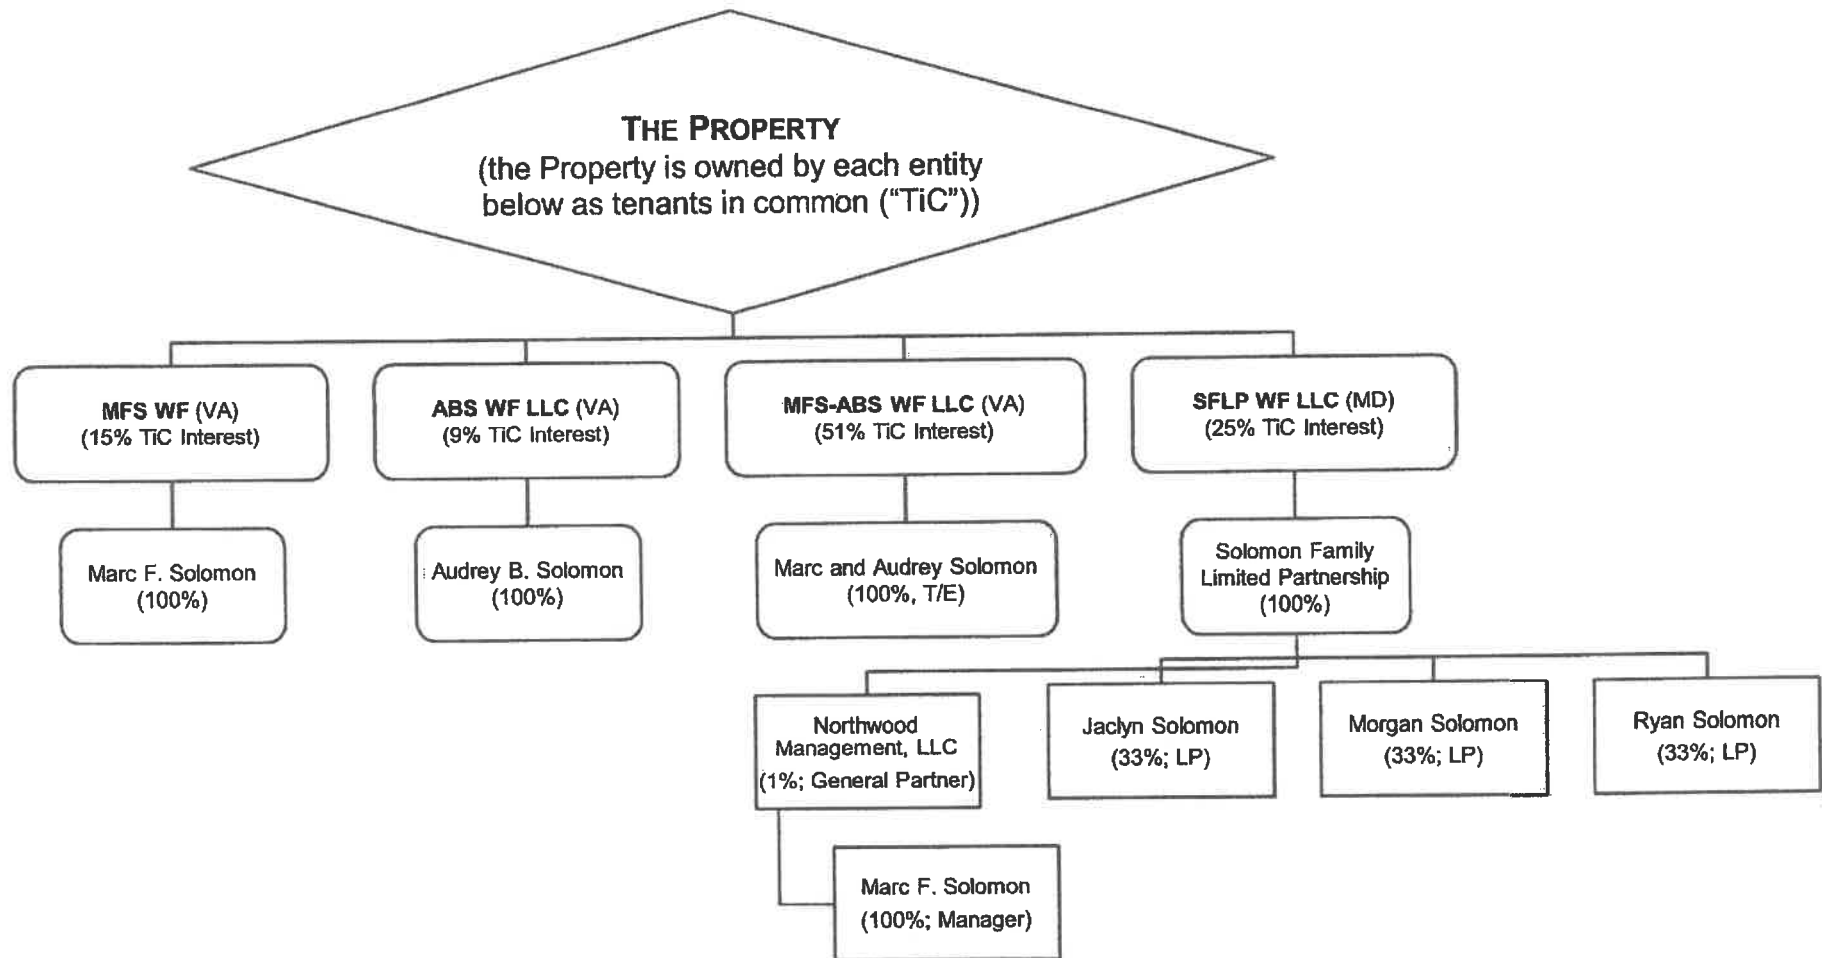 THE PROPERTY
(the Property is owned by each entity
below as tenants in common (“TiC”))
MFS WF (VA)
(15% TiC Interest)
ABS WF LLC (VA)
(9% TiC Interest)
MFS-ABS WF LLC (VA)
(51% TiC Interest)
SFLP WF LLC (MD)
(25% TiC Interest)
Marc F. Solomon
(100%)
Audrey B. Solomon
(100%)
Marc and Audrey Solomon
(100%, T/E)
Solomon Family
Limited Partnership
(100%)
Northwood
Management, LLC
(1%; General Partner)
Jaclyn Solomon
(33%; LP)
Morgan Solomon
(33%; LP)
Ryan Solomon
(33%; LP)
Marc F. Solomon
(100%; Manager)